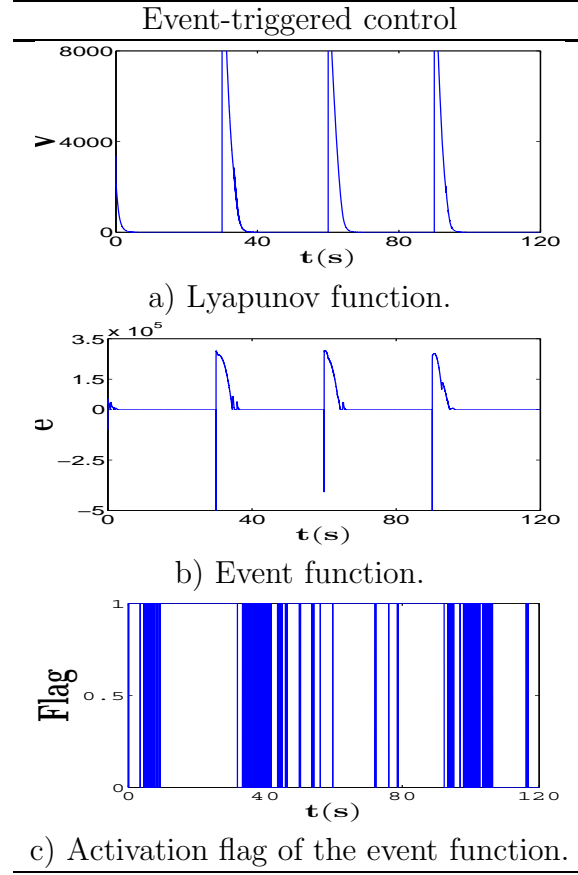 Event-triggered control
8000
4000
0
v
0
40
80
120
t(s)
a) Lyapunov function.
× 10⁵
3.5
1.5
0
−2.5
−5
e
0
40
80
120
t(s)
b) Event function.
1
0.5
0
Flag
0
40
80
120
t(s)
c) Activation flag of the event function.